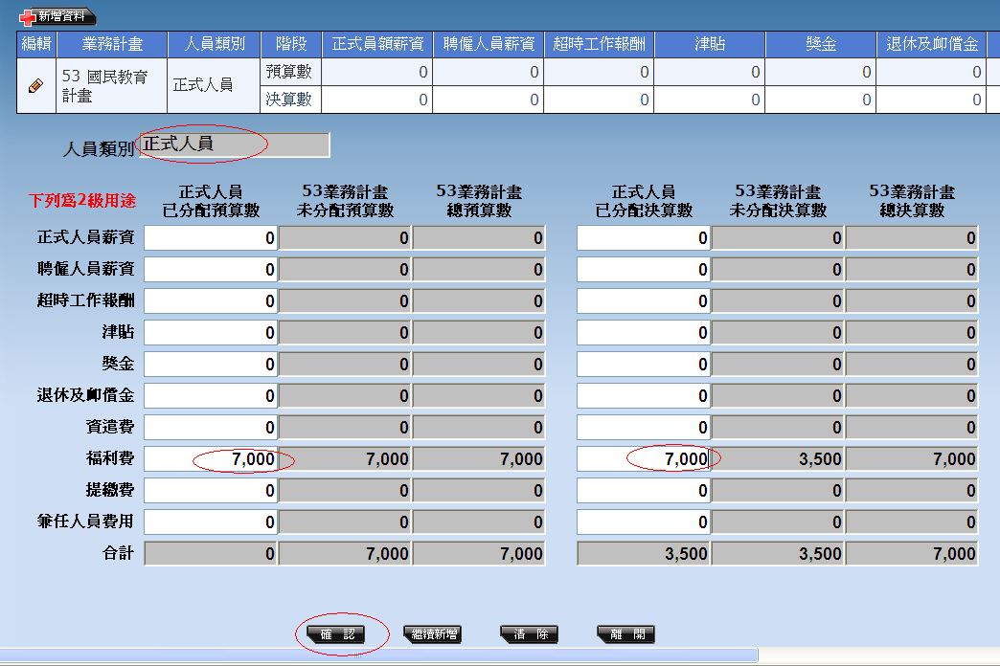 新增資料
編輯 業務計畫 人員類別 階段 正式員額薪資 聘僱人員薪資 超時工作報酬 津貼 獎金 退休及卹償金
53 國民教育計畫 正式人員 預算數 0 0 0 0 0 0
決算數 0 0 0 0 0 0
人員類別 正式人員
下列為2級用途 正式人員 53業務計畫 53業務計畫 正式人員 53業務計畫 53業務計畫
已分配預算數 未分配預算數 總預算數 已分配決算數 未分配決算數 總決算數
正式人員薪資 0 0 0 0 0 0
聘僱人員薪資 0 0 0 0 0 0
超時工作報酬 0 0 0 0 0 0
津貼 0 0 0 0 0 0
獎金 0 0 0 0 0 0
退休及卹償金 0 0 0 0 0 0
資遣費 0 0 0 0 0 0
福利費 7,000 7,000 7,000 7,000 3,500 7,000
提繳費 0 0 0 0 0 0
兼任人員費用 0 0 0 0 0 0
合計 0 7,000 7,000 3,500 3,500 7,000
確 認 繼續新增 清 除 離 開